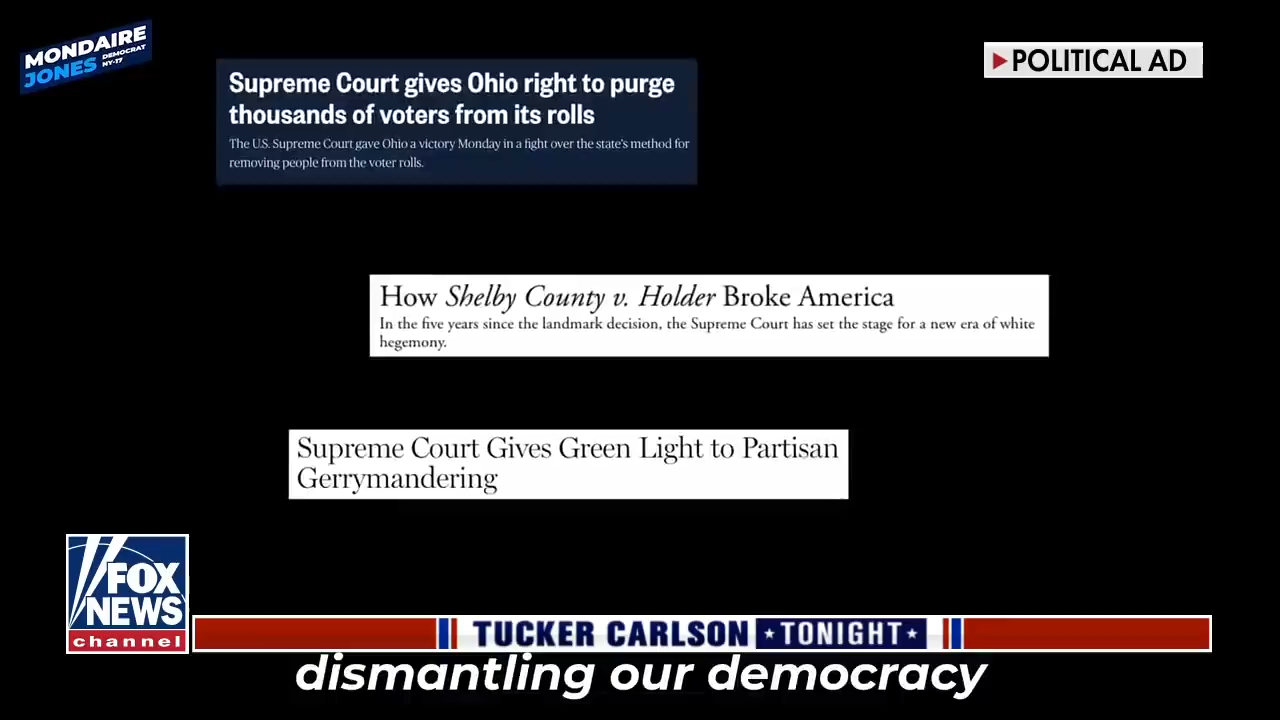 MONDAIRE
JONES DEMOCRAT
NY-17
POLITICAL AD
Supreme Court gives Ohio right to purge
thousands of voters from its rolls
The U.S. Supreme Court gave Ohio a victory Monday in a fight over the state's method for
removing people from the voter rolls.
How Shelby County v. Holder Broke America
In the five years since the landmark decision, the Supreme Court has set the stage for a new era of white
hegemony.
Supreme Court Gives Green Light to Partisan
Gerrymandering
FOX
NEWS
channel
TUCKER CARLSON TONIGHT
dismantling our democracy